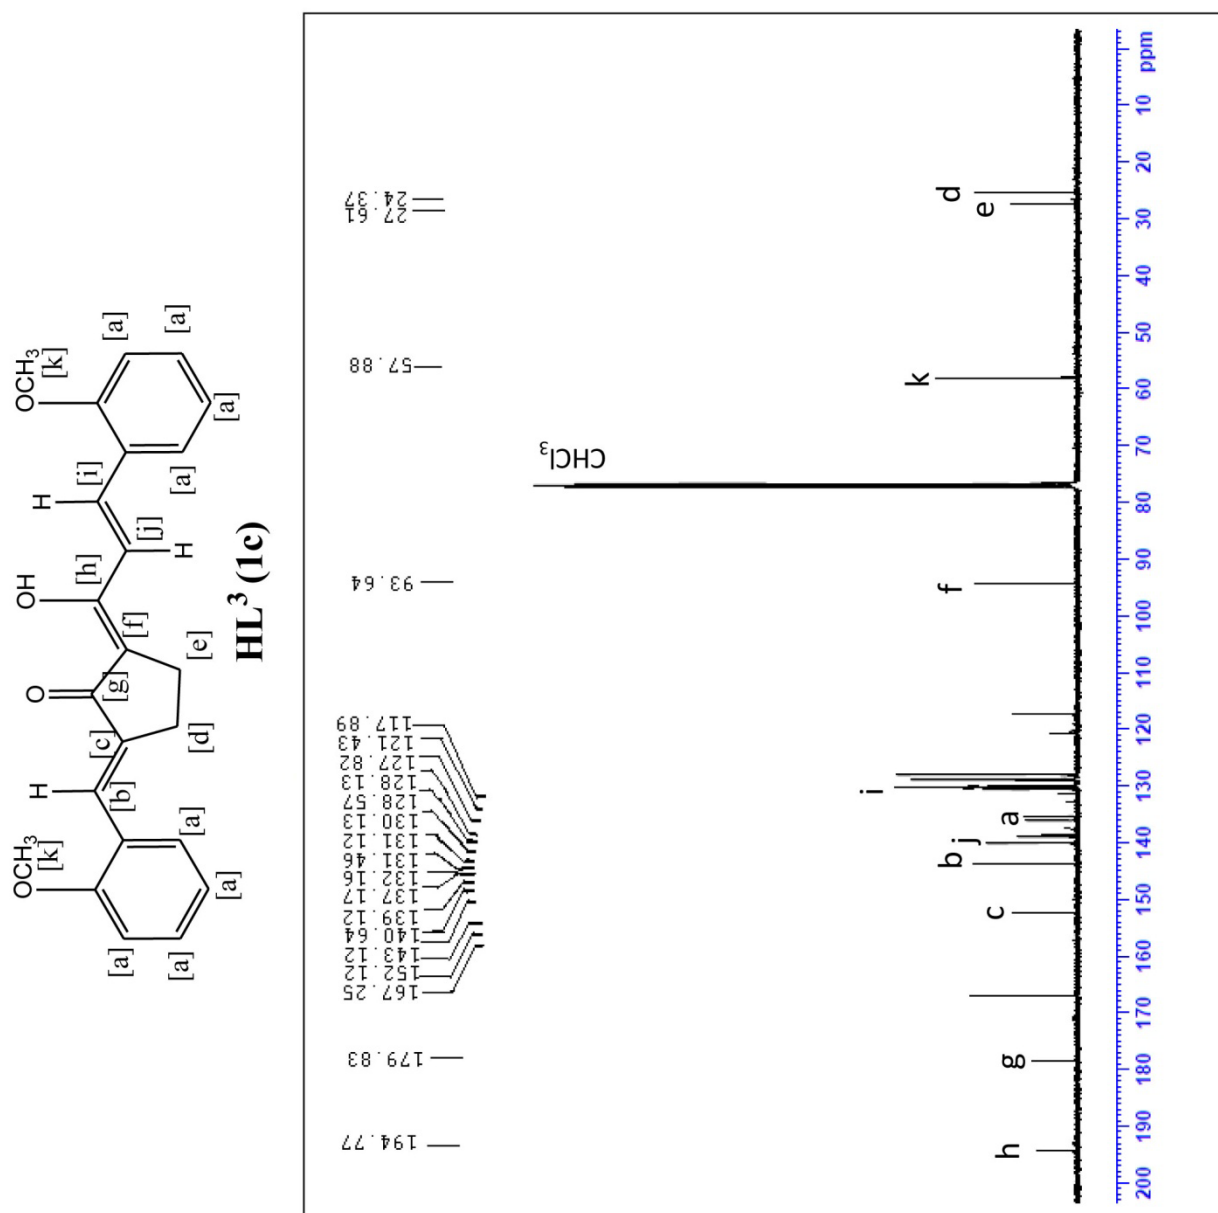 OCH3
[k]
[a]
[a]
[a]
[a]
H
[b]
[c]
O
[g]
[d]
[e]
[f]
OH
[h]
[j]
H
H
[i]
OCH3
[k]
[a]
[a]
[a]
[a]
HL3 (1c)
194.77
179.83
167.25
152.12
143.12
140.64
139.12
137.17
132.16
131.46
131.12
130.13
128.57
128.13
127.82
121.43
117.89
93.64
57.88
27.61
24.37
h
g
c
b
j
a
i
f
CHCl3
k
e
d
200 190 180 170 160 150 140 130 120 110 100 90 80 70 60 50 40 30 20 10 ppm